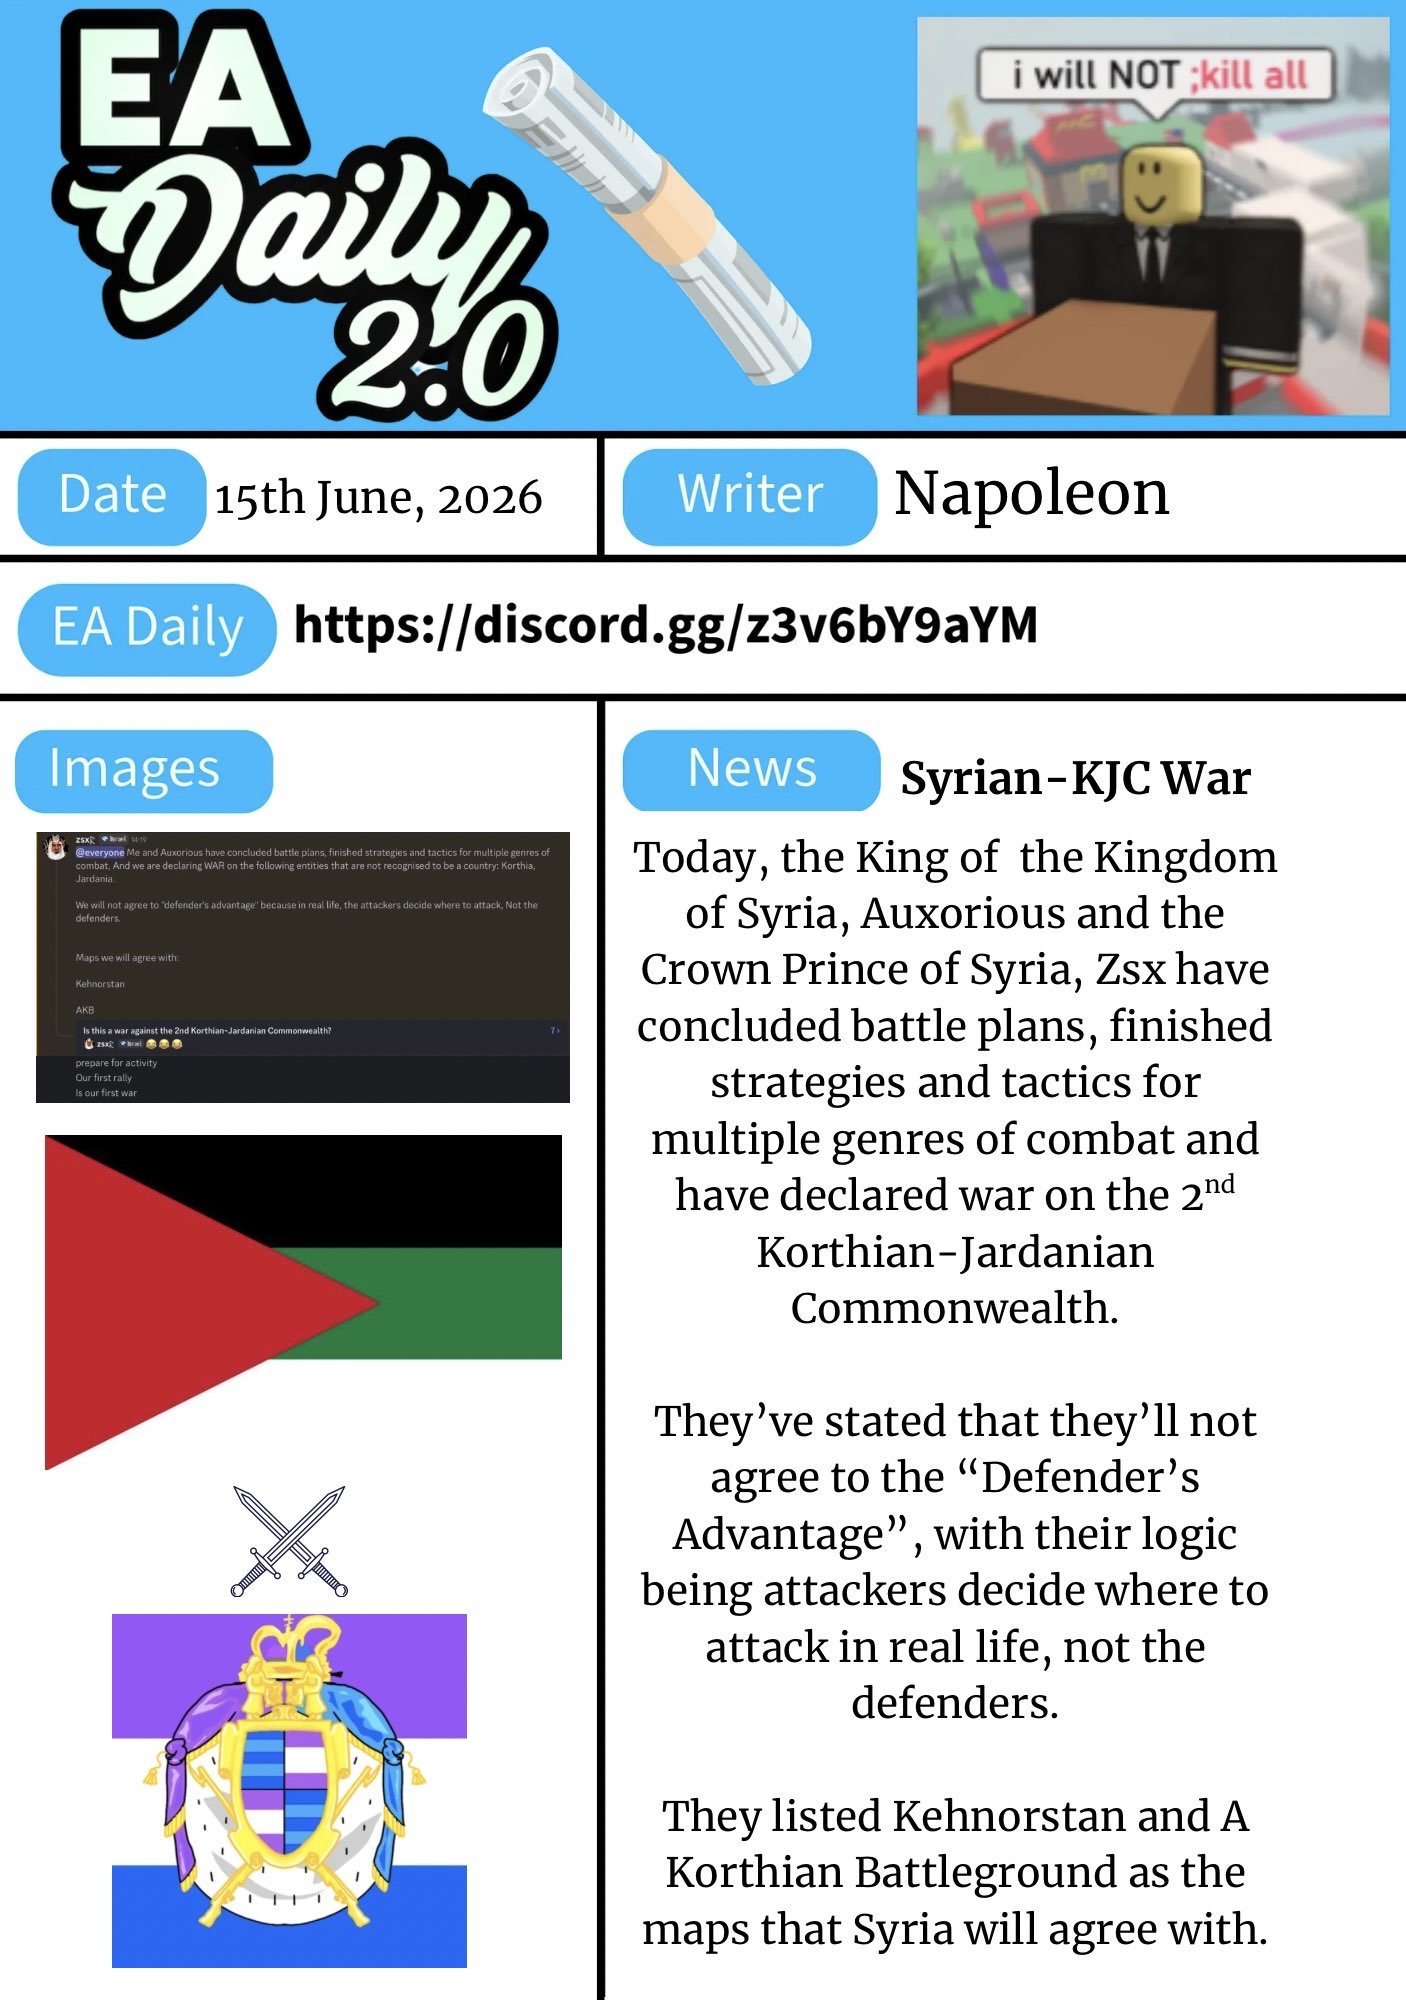 EA
Daily
2.0
i will NOT ;kill all
Date
15th June, 2026
Writer
Napoleon
EA Daily
https://discord.gg/z3v6bY9aYM
Images
zsx
Israel
14:19
@everyone Me and Auxorious have concluded battle plans, finished strategies and tactics for multiple genres of
combat, And we are declaring WAR on the following entities that are not recognised to be a country: Korthia,
Jardania.
We will not agree to "defender's advantage" because in real life, the attackers decide where to attack, Not the
defenders.
Maps we will agree with:
Kehnorstan
AKB
Is this a war against the 2nd Korthian-Jardanian Commonwealth?
7 ›
zsx
Israel
prepare for activity
Our first rally
Is our first war
News
Syrian-KJC War
Today, the King of the Kingdom
of Syria, Auxorious and the
Crown Prince of Syria, Zsx have
concluded battle plans, finished
strategies and tactics for
multiple genres of combat and
have declared war on the 2nd
Korthian-Jardanian
Commonwealth.
They’ve stated that they’ll not
agree to the “Defender’s
Advantage”, with their logic
being attackers decide where to
attack in real life, not the
defenders.
They listed Kehnorstan and A
Korthian Battleground as the
maps that Syria will agree with.